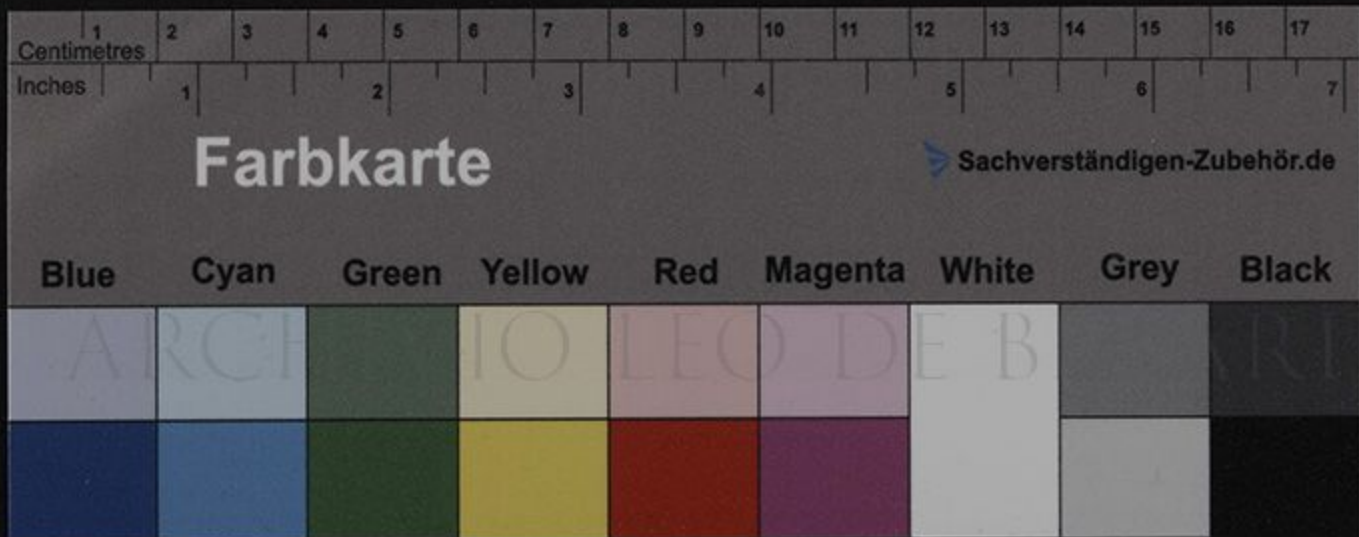 1 2 3 4 5 6 7 8 9 10 11 12 13 14 15 16 17
Centimetres
Inches
1 2 3 4 5 6 7
Farbkarte
Sachverständigen-Zubehör.de
Blue Cyan Green Yellow Red Magenta White Grey Black
LEO DE